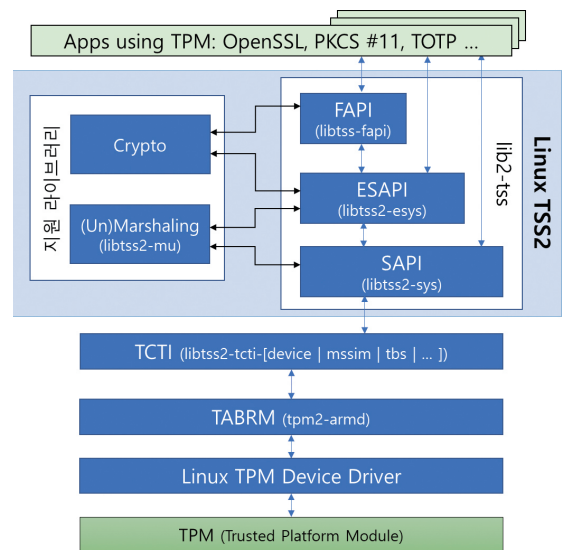 Apps using TPM: OpenSSL, PKCS #11, TOTP ...
지원 라이브러리
Crypto
(Un)Marshaling
(libtss2-mu)
FAPI
(libtss-fapi)
ESAPI
(libtss2-esys)
SAPI
(libtss2-sys)
lib2-tss
Linux TSS2
TCTI (libtss2-tcti-[device | mssim | tbs | ... ])
TABRM (tpm2-armd)
Linux TPM Device Driver
TPM (Trusted Platform Module)